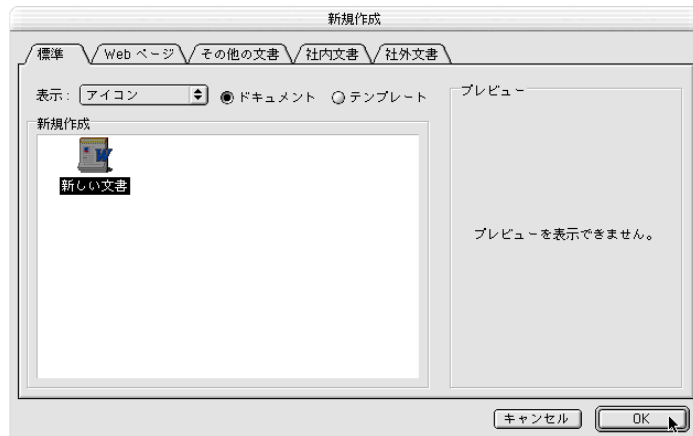 新規作成
標準 Web ページ その他の文書 社内文書 社外文書
表示： アイコン ドキュメント テンプレート
プレビュー
新規作成
W
新しい文書
プレビューを表示できません。
キャンセル OK